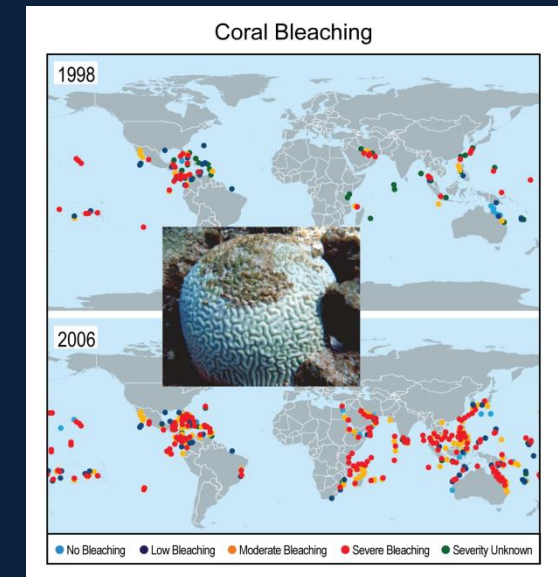 Coral Bleaching
1998
2006
No Bleaching
Low Bleaching
Moderate Bleaching
Severe Bleaching
Severity Unknown